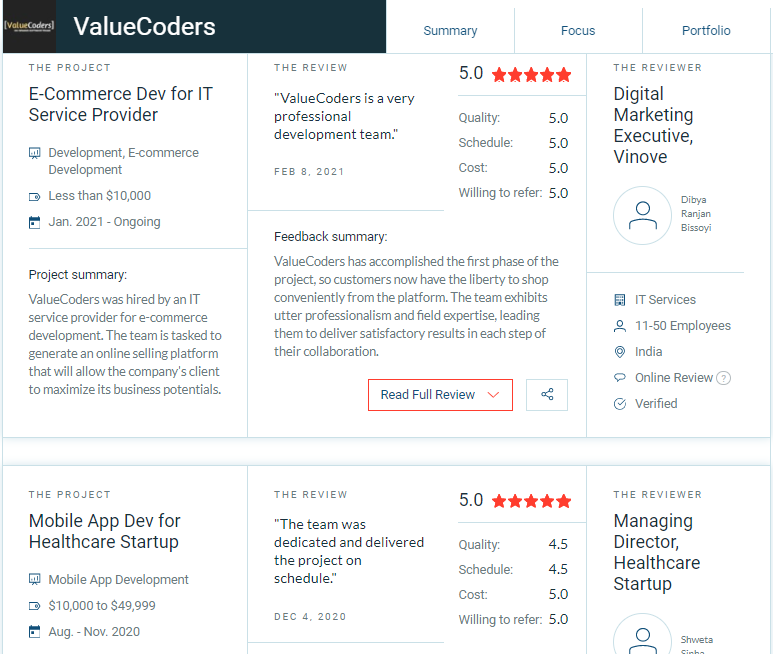 [ValueCoders]
ValueCoders
Summary
Focus
Portfolio
THE PROJECT
E-Commerce Dev for IT
Service Provider
Development, E-commerce
Development
Less than $10,000
Jan. 2021 - Ongoing
Project summary:
ValueCoders was hired by an IT
service provider for e-commerce
development. The team is tasked to
generate an online selling platform
that will allow the company's client
to maximize its business potentials.
THE REVIEW
"ValueCoders is a very
professional
development team."
FEB 8, 2021
5.0
Quality: 5.0
Schedule: 5.0
Cost: 5.0
Willing to refer: 5.0
Feedback summary:
ValueCoders has accomplished the first phase of the
project, so customers now have the liberty to shop
conveniently from the platform. The team exhibits
utter professionalism and field expertise, leading
them to deliver satisfactory results in each step of
their collaboration.
Read Full Review
THE REVIEWER
Digital
Marketing
Executive,
Vinove
Dibya
Ranjan
Bissoyi
IT Services
11-50 Employees
India
Online Review ?
Verified
THE PROJECT
Mobile App Dev for
Healthcare Startup
Mobile App Development
$10,000 to $49,999
Aug. - Nov. 2020
THE REVIEW
"The team was
dedicated and delivered
the project on
schedule."
DEC 4, 2020
5.0
Quality: 4.5
Schedule: 4.5
Cost: 5.0
Willing to refer: 5.0
THE REVIEWER
Managing
Director,
Healthcare
Startup
Shweta